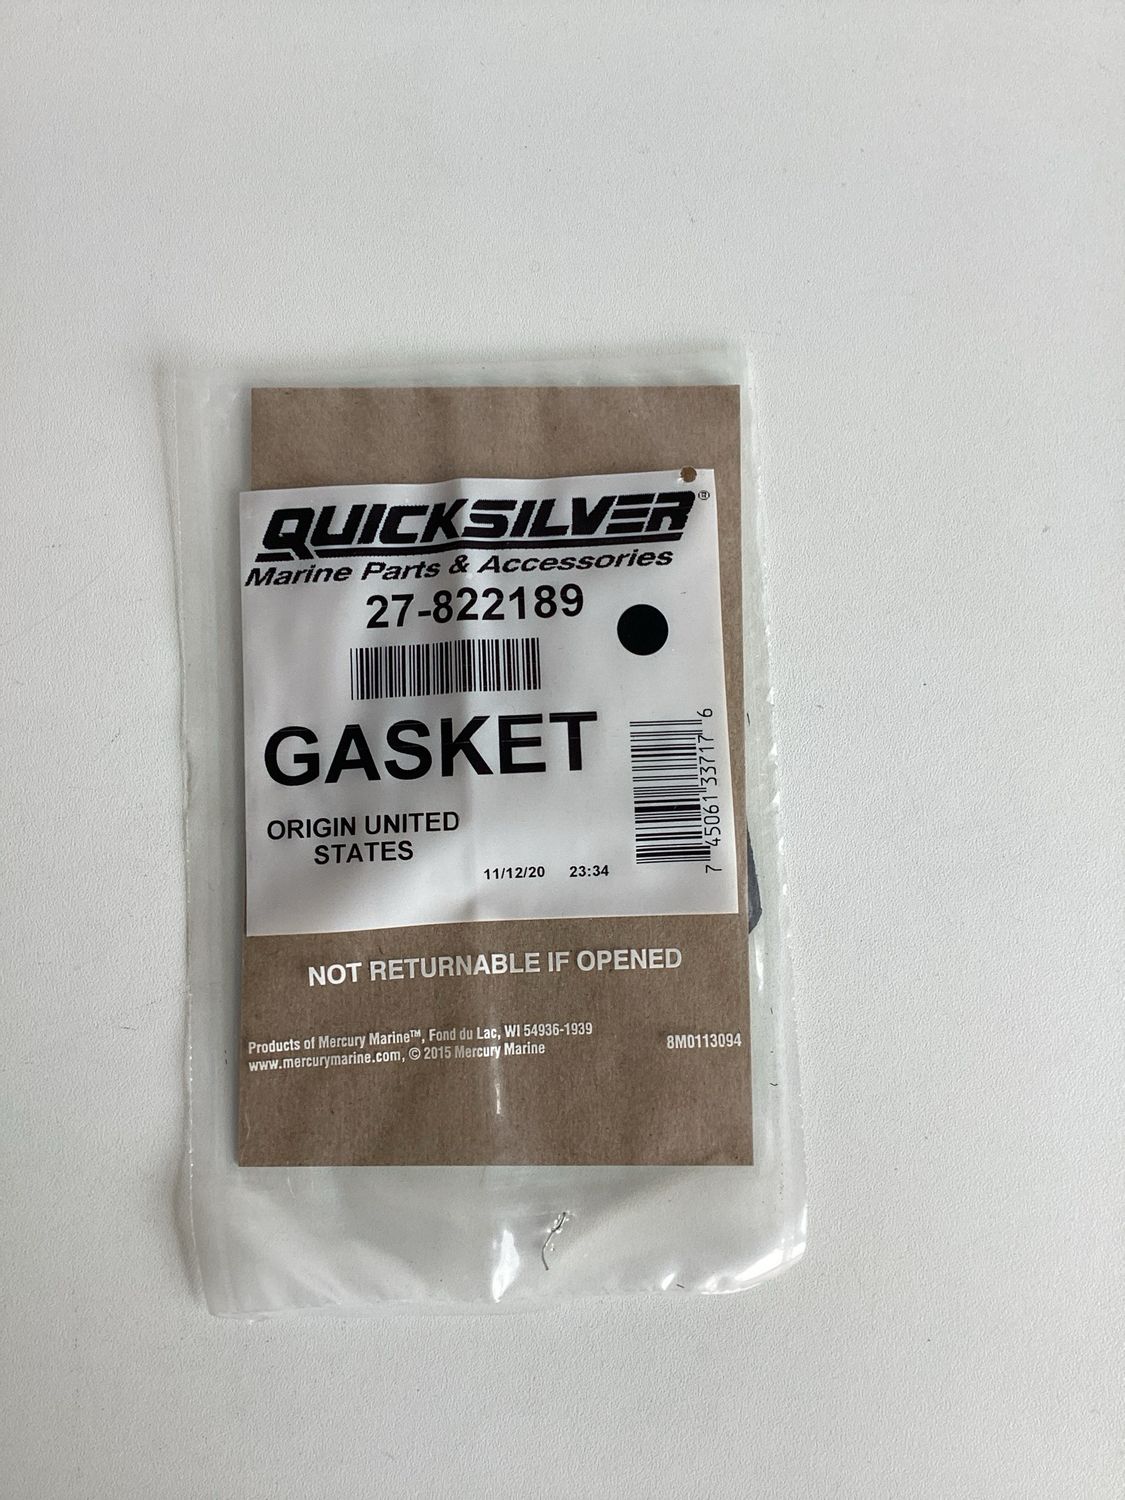 QUICKSILVER®
Marine Parts & Accessories
27-822189
GASKET
7 45061 33717 6
ORIGIN UNITED
STATES
11/12/20 23:34
NOT RETURNABLE IF OPENED
Products of Mercury Marine™, Fond du Lac, WI 54936-1939
www.mercurymarine.com, © 2015 Mercury Marine
8M0113094